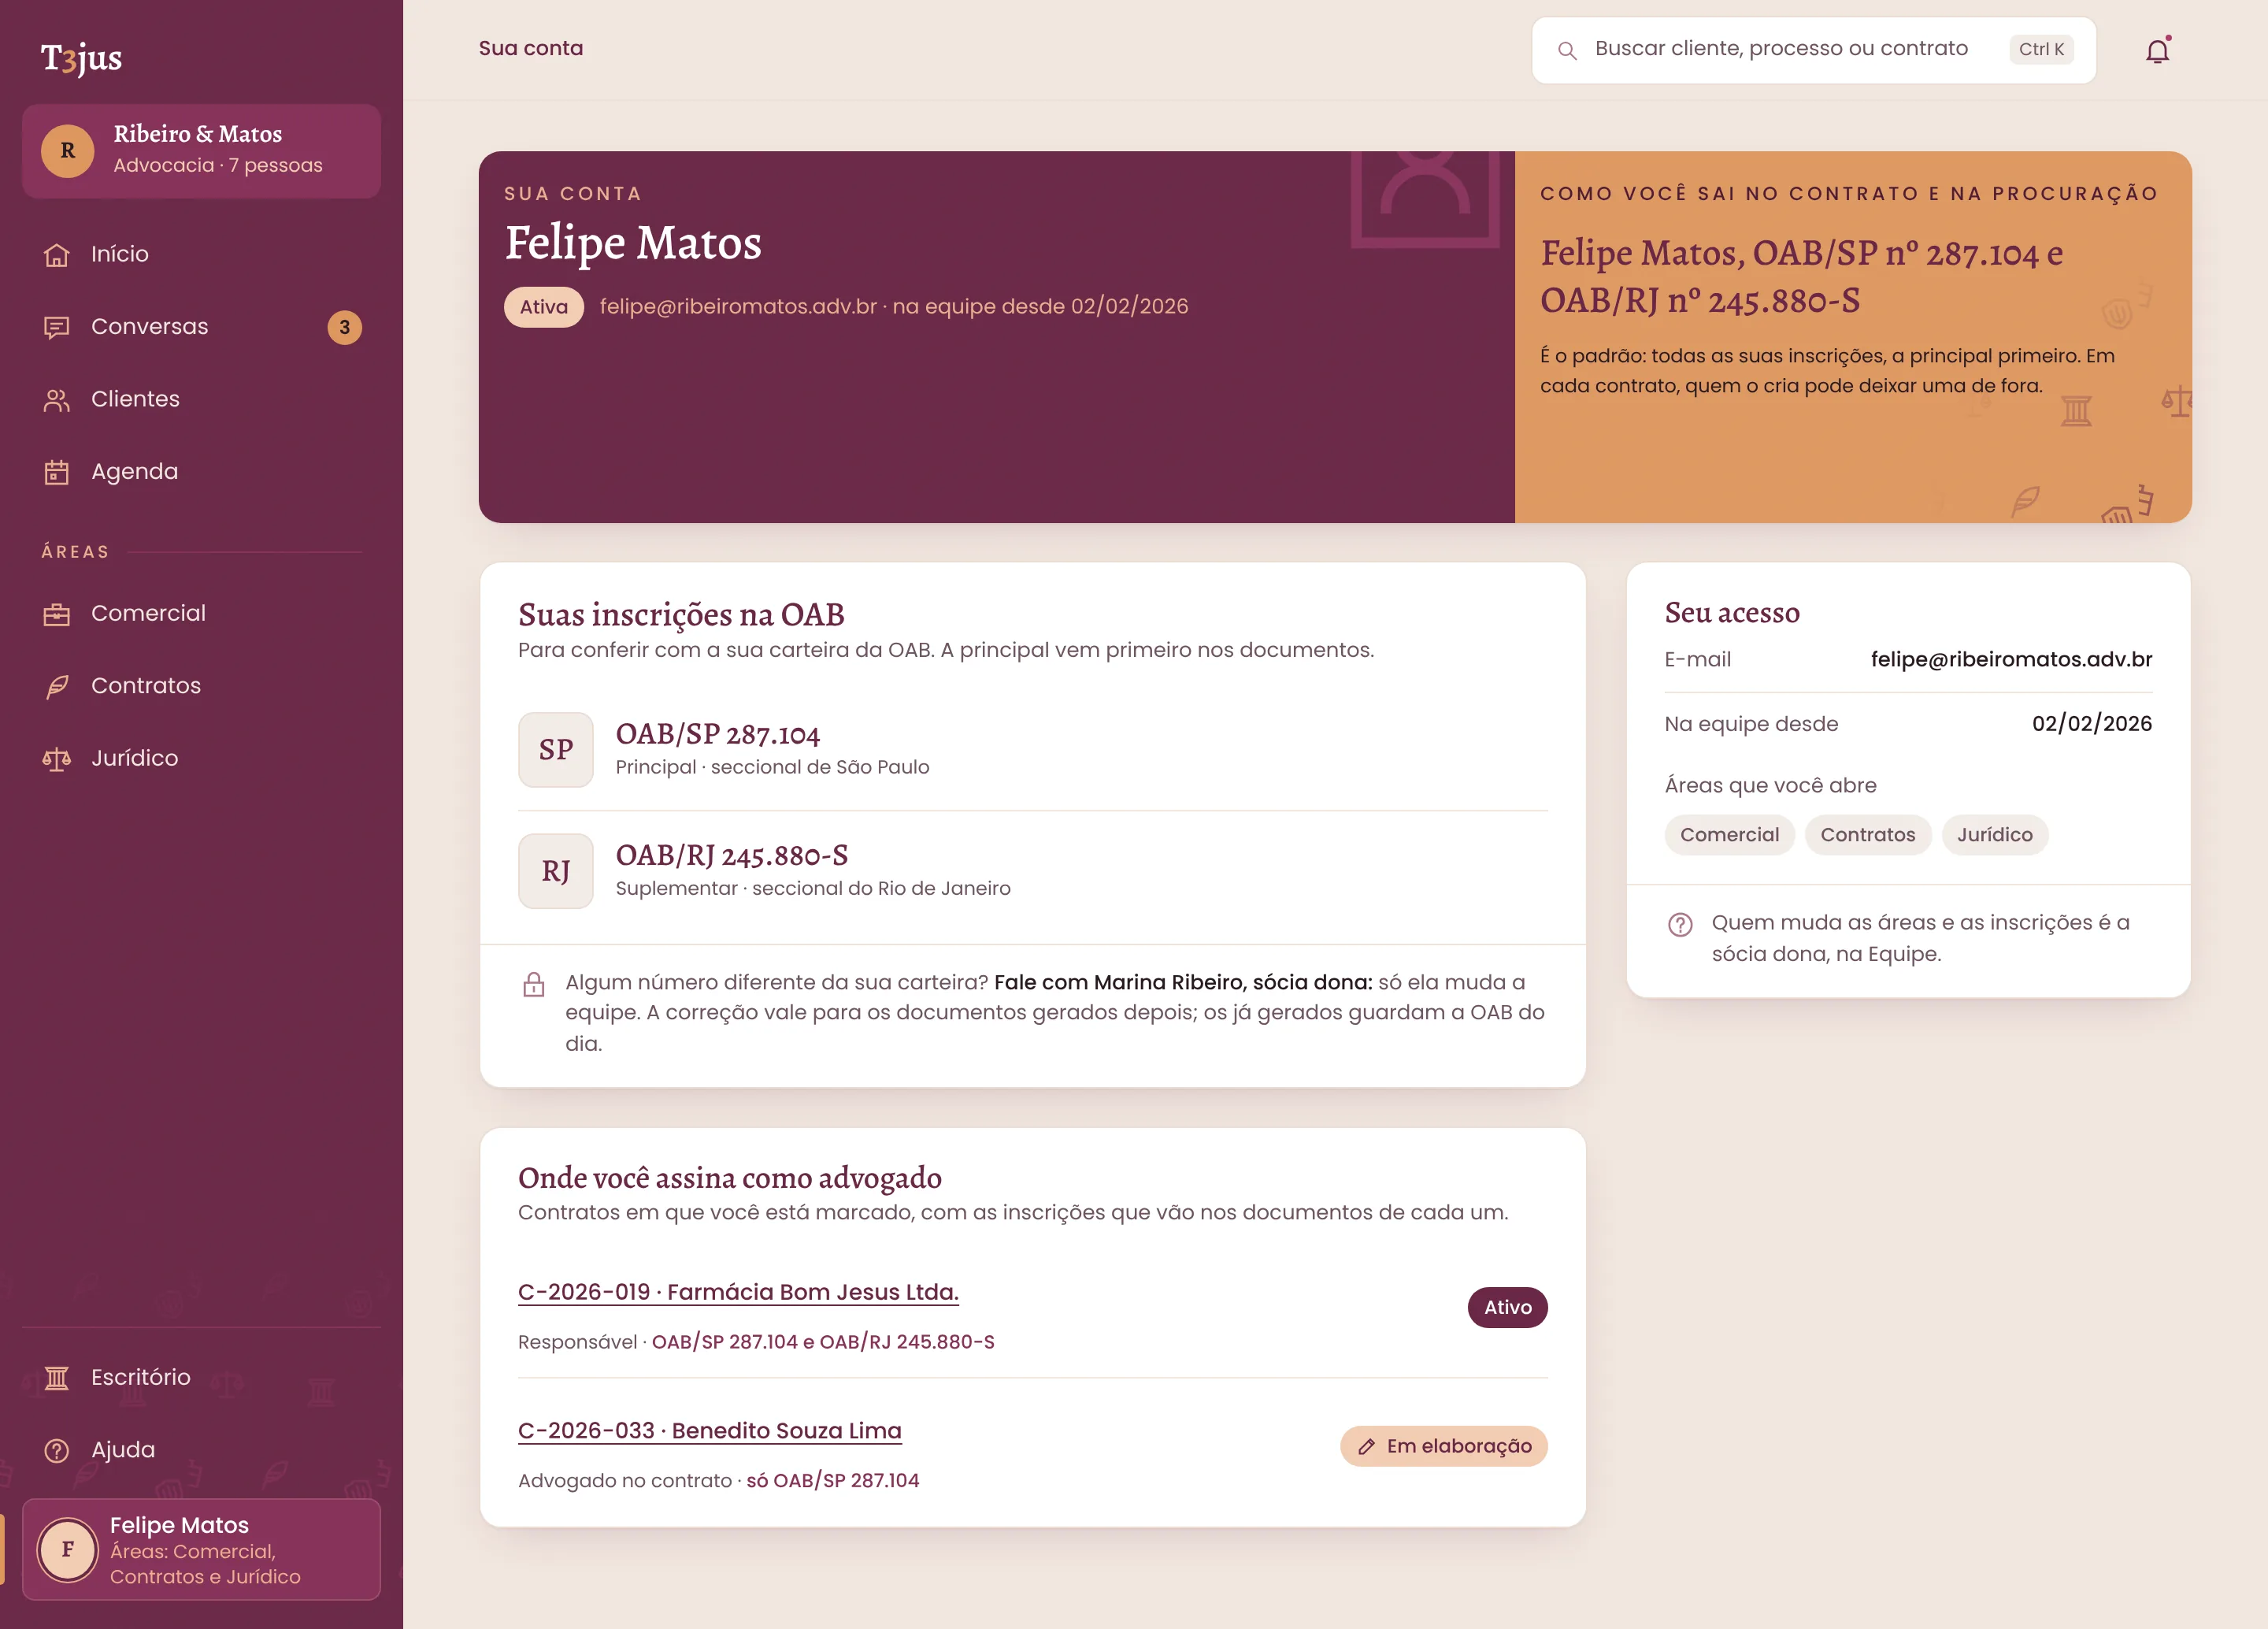 T3jus
R
Ribeiro & Matos
Advocacia · 7 pessoas
Início
Conversas
3
Clientes
Agenda
ÁREAS
Comercial
Contratos
Jurídico
Escritório
Ajuda
F
Felipe Matos
Áreas: Comercial,
Contratos e Jurídico
Sua conta
Buscar cliente, processo ou contrato
Ctrl K
SUA CONTA
Felipe Matos
Ativa
felipe@ribeiromatos.adv.br · na equipe desde 02/02/2026
COMO VOCÊ SAI NO CONTRATO E NA PROCURAÇÃO
Felipe Matos, OAB/SP nº 287.104 e
OAB/RJ nº 245.880-S
É o padrão: todas as suas inscrições, a principal primeiro. Em
cada contrato, quem o cria pode deixar uma de fora.
Suas inscrições na OAB
Para conferir com a sua carteira da OAB. A principal vem primeiro nos documentos.
SP
OAB/SP 287.104
Principal · seccional de São Paulo
RJ
OAB/RJ 245.880-S
Suplementar · seccional do Rio de Janeiro
Algum número diferente da sua carteira? Fale com Marina Ribeiro, sócia dona: só ela muda a
equipe. A correção vale para os documentos gerados depois; os já gerados guardam a OAB do
dia.
Seu acesso
E-mail
felipe@ribeiromatos.adv.br
Na equipe desde
02/02/2026
Áreas que você abre
Comercial
Contratos
Jurídico
Quem muda as áreas e as inscrições é a
sócia dona, na Equipe.
Onde você assina como advogado
Contratos em que você está marcado, com as inscrições que vão nos documentos de cada um.
C-2026-019 · Farmácia Bom Jesus Ltda.
Responsável · OAB/SP 287.104 e OAB/RJ 245.880-S
Ativo
C-2026-033 · Benedito Souza Lima
Advogado no contrato · só OAB/SP 287.104
Em elaboração